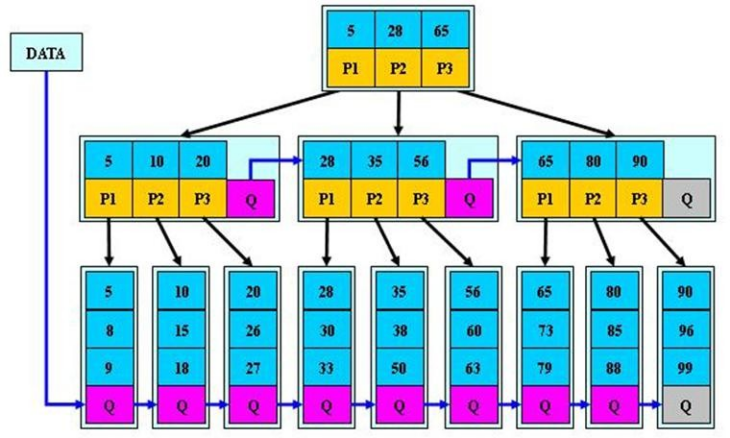 5 28 65
DATA
P1 P2 P3
5 10 20 28 35 56 65 80 90
P1 P2 P3 Q P1 P2 P3 Q P1 P2 P3 Q
5 10 20 28 35 56 65 80 90
8 15 26 30 38 60 73 85 96
9 18 27 33 50 63 79 88 99
Q Q Q Q Q Q Q Q Q